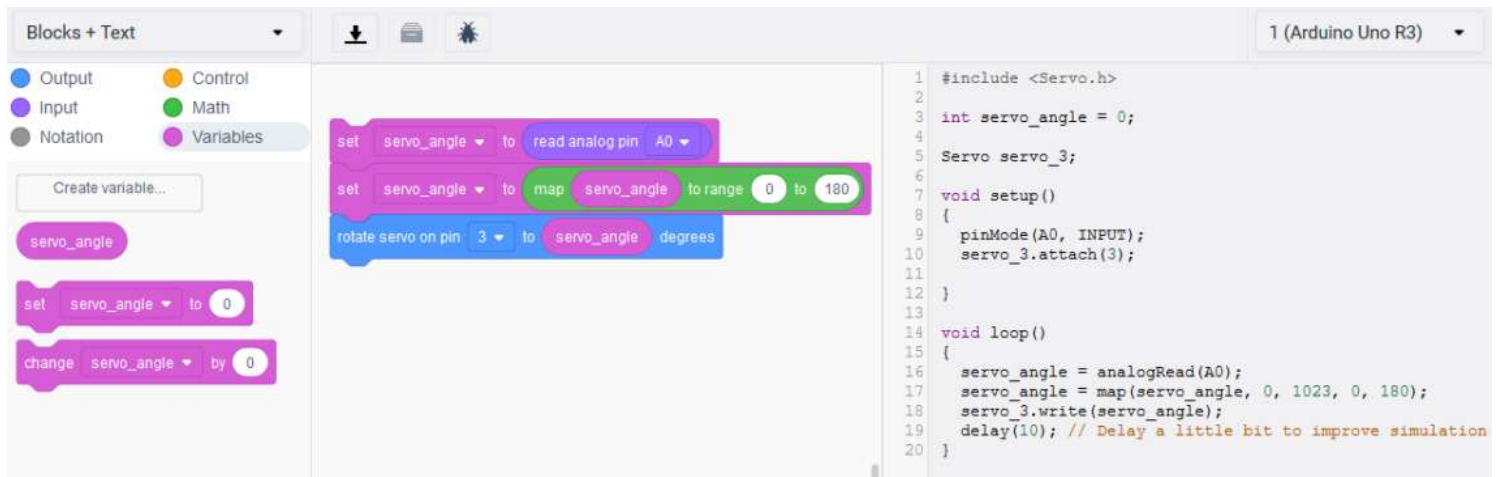 Blocks + Text
1 (Arduino Uno R3)
Output
Control
Input
Math
Notation
Variables
Create variable...
servo_angle
set servo_angle to 0
change servo_angle by 0
set servo_angle to read analog pin A0
set servo_angle to map servo_angle to range 0 to 180
rotate servo on pin 3 to servo_angle degrees
1 #include <Servo.h>
2
3 int servo_angle = 0;
4
5 Servo servo_3;
6
7 void setup()
8 {
9 pinMode(A0, INPUT);
10 servo_3.attach(3);
11
12 }
13
14 void loop()
15 {
16 servo_angle = analogRead(A0);
17 servo_angle = map(servo_angle, 0, 1023, 0, 180);
18 servo_3.write(servo_angle);
19 delay(10); // Delay a little bit to improve simulation
20 }